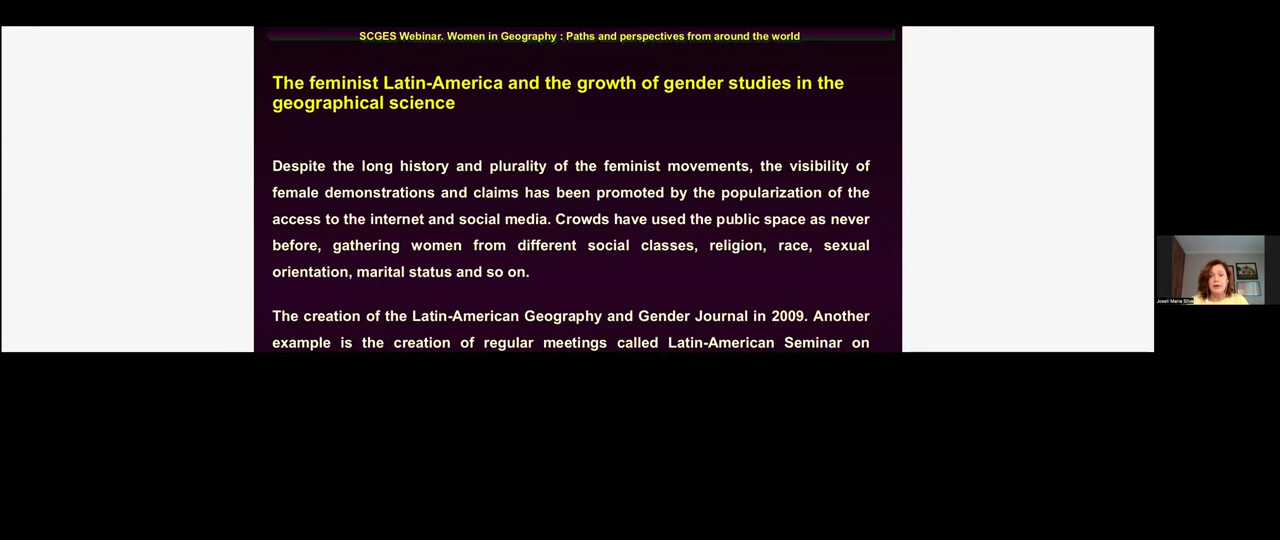 SCGES Webinar. Women in Geography : Paths and perspectives from around the world
The feminist Latin-America and the growth of gender studies in the
geographical science
Despite the long history and plurality of the feminist movements, the visibility of
female demonstrations and claims has been promoted by the popularization of the
access to the internet and social media. Crowds have used the public space as never
before, gathering women from different social classes, religion, race, sexual
orientation, marital status and so on.
The creation of the Latin-American Geography and Gender Journal in 2009. Another
example is the creation of regular meetings called Latin-American Seminar on
Joseli Maria Silva